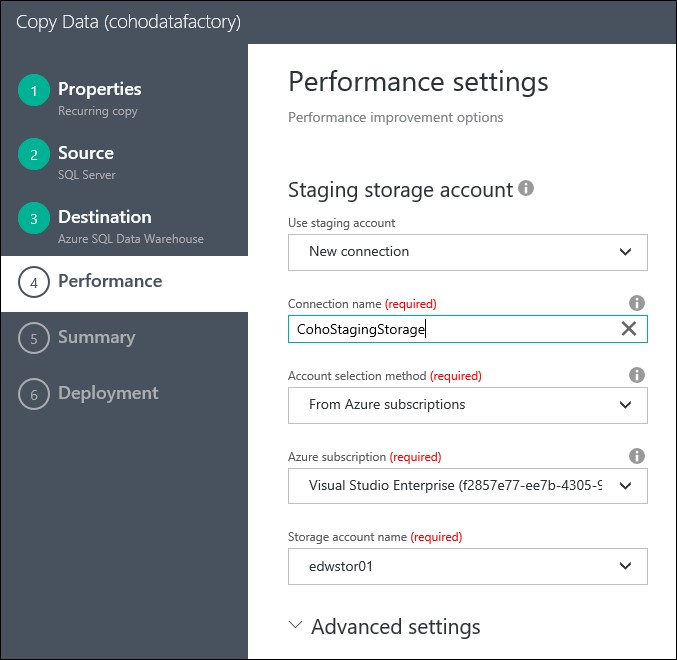 Copy Data (cohodatafactory)
1 Properties
Recurring copy
2 Source
SQL Server
3 Destination
Azure SQL Data Warehouse
4 Performance
5 Summary
6 Deployment
Performance settings
Performance improvement options
Staging storage account
Use staging account
New connection
Connection name (required)
CohoStagingStorage
Account selection method (required)
From Azure subscriptions
Azure subscription (required)
Visual Studio Enterprise (f2857e77-ee7b-4305-9
Storage account name (required)
edwstor01
Advanced settings